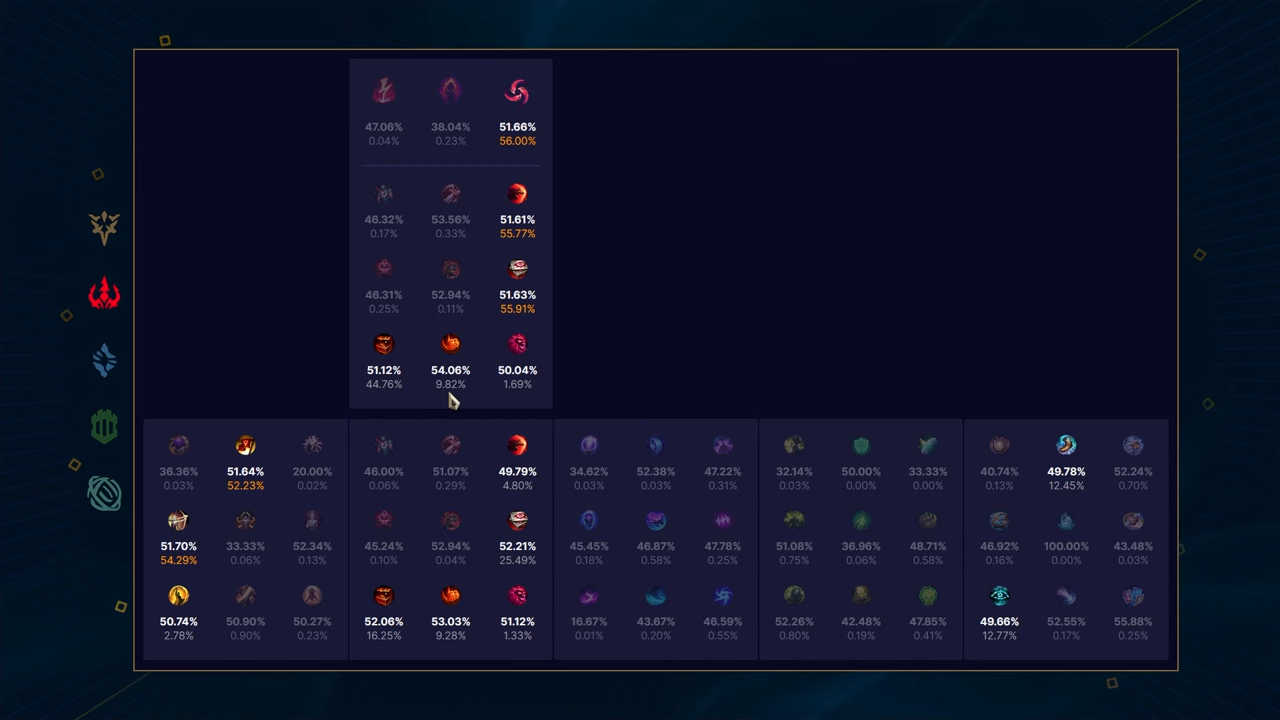 47.06% 38.04% 51.66%
0.04% 0.23% 56.00%
46.32% 53.56% 51.61%
0.17% 0.33% 55.77%
46.31% 52.94% 51.63%
0.25% 0.11% 55.91%
51.12% 54.06% 50.04%
44.76% 9.82% 1.69%
36.36% 51.64% 20.00% 46.00% 51.07% 49.79% 34.62% 52.38% 47.22% 32.14% 50.00% 33.33% 40.74% 49.78% 52.24%
0.03% 52.23% 0.02% 0.06% 0.29% 4.80% 0.03% 0.03% 0.31% 0.03% 0.00% 0.00% 0.13% 12.45% 0.70%
51.70% 33.33% 52.34% 45.24% 52.94% 52.21% 45.45% 46.87% 47.78% 51.08% 36.96% 48.71% 46.92% 100.00% 43.48%
54.29% 0.06% 0.13% 0.10% 0.04% 25.49% 0.18% 0.58% 0.25% 0.75% 0.06% 0.58% 0.16% 0.00% 0.03%
50.74% 50.90% 50.27% 52.06% 53.03% 51.12% 16.67% 43.67% 46.59% 52.26% 42.48% 47.85% 49.66% 52.55% 55.88%
2.78% 0.90% 0.23% 16.25% 9.28% 1.33% 0.01% 0.20% 0.55% 0.80% 0.19% 0.41% 12.77% 0.17% 0.25%